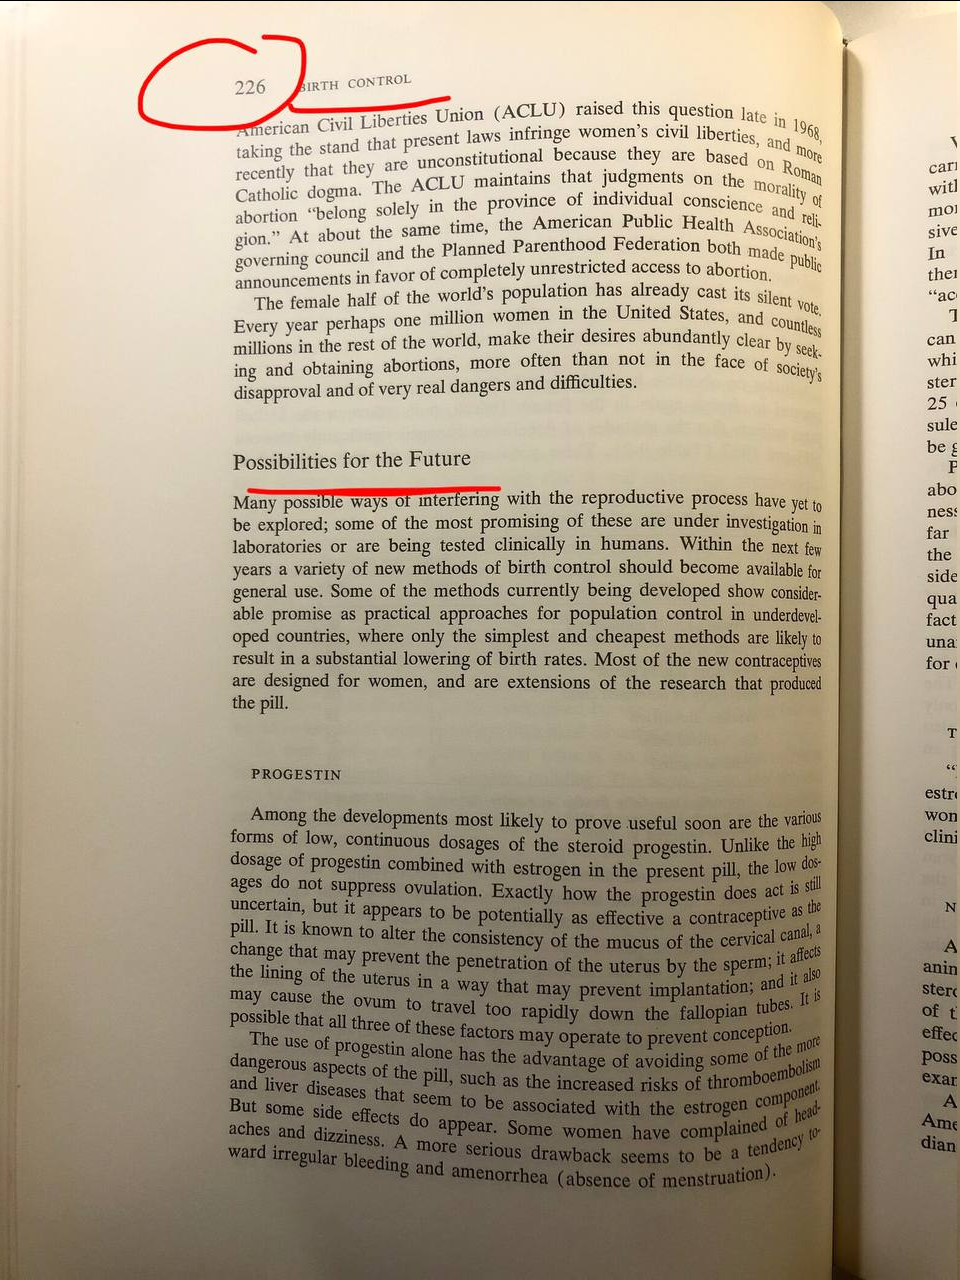 226 BIRTH CONTROL
American Civil Liberties Union (ACLU) raised this question late in 1968,
taking the stand that present laws infringe women's civil liberties, and more
recently that they are unconstitutional because they are based on Roman
Catholic dogma. The ACLU maintains that judgments on the morality of
abortion "belong solely in the province of individual conscience and reli-
gion." At about the same time, the American Public Health Association's
governing council and the Planned Parenthood Federation both made public
announcements in favor of completely unrestricted access to abortion.
The female half of the world's population has already cast its silent vote.
Every year perhaps one million women in the United States, and countless
millions in the rest of the world, make their desires abundantly clear by seek-
ing and obtaining abortions, more often than not in the face of society's
disapproval and of very real dangers and difficulties.
Possibilities for the Future
Many possible ways of interfering with the reproductive process have yet to
be explored; some of the most promising of these are under investigation in
laboratories or are being tested clinically in humans. Within the next few
years a variety of new methods of birth control should become available for
general use. Some of the methods currently being developed show consider-
able promise as practical approaches for population control in underdevel-
oped countries, where only the simplest and cheapest methods are likely to
result in a substantial lowering of birth rates. Most of the new contraceptives
are designed for women, and are extensions of the research that produced
the pill.
PROGESTIN
Among the developments most likely to prove useful soon are the various
forms of low, continuous dosages of the steroid progestin. Unlike the high
dosage of progestin combined with estrogen in the present pill, the low dos-
ages do not suppress ovulation. Exactly how the progestin does act is still
uncertain, but it appears to be potentially as effective a contraceptive as the
pill. It is known to alter the consistency of the mucus of the cervical canal, a
change that may prevent the penetration of the uterus by the sperm; it affects
the lining of the uterus in a way that may prevent implantation; and it also
may cause the ovum to travel too rapidly down the fallopian tubes. It is
possible that all three of these factors may operate to prevent conception.
The use of progestin alone has the advantage of avoiding some of the more
dangerous aspects of the pill, such as the increased risks of thromboembolism
and liver diseases that seem to be associated with the estrogen component.
But some side effects do appear. Some women have complained of head-
aches and dizziness. A more serious drawback seems to be a tendency to-
ward irregular bleeding and amenorrhea (absence of menstruation).